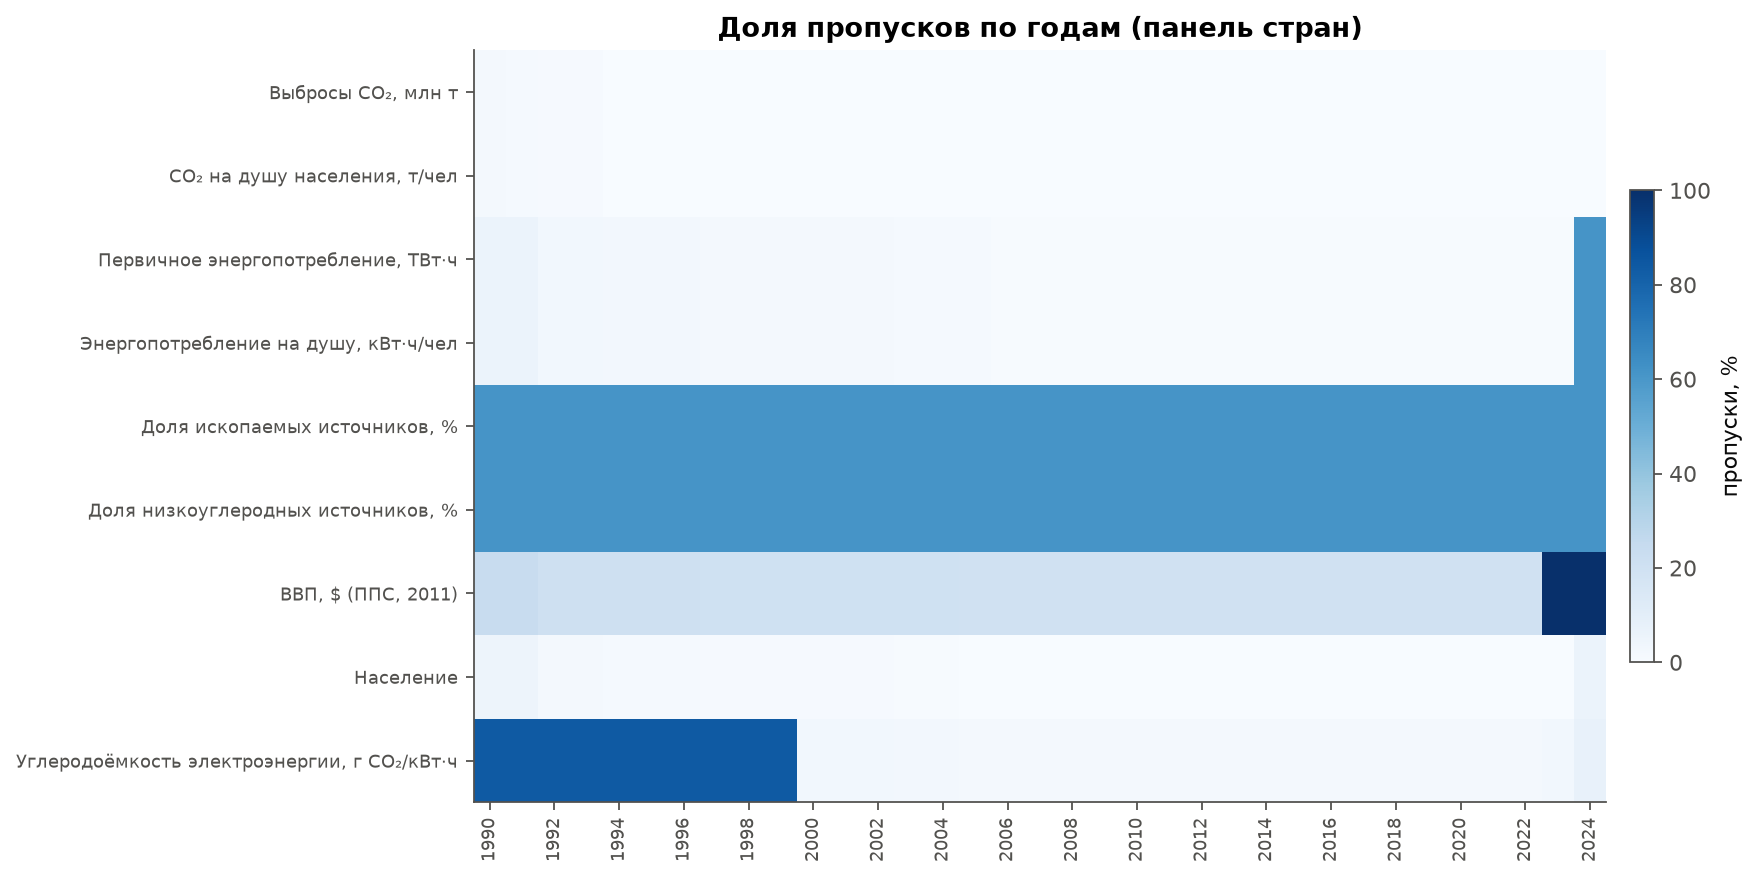 Доля пропусков по годам (панель стран)
Выбросы CO₂, млн т
CO₂ на душу населения, т/чел
Первичное энергопотребление, ТВт·ч
Энергопотребление на душу, кВт·ч/чел
Доля ископаемых источников, %
Доля низкоуглеродных источников, %
ВВП, $ (ППС, 2011)
Население
Углеродоёмкость электроэнергии, г CO₂/кВт·ч
1990
1992
1994
1996
1998
2000
2002
2004
2006
2008
2010
2012
2014
2016
2018
2020
2022
2024
100
80
60
40
20
0
пропуски, %